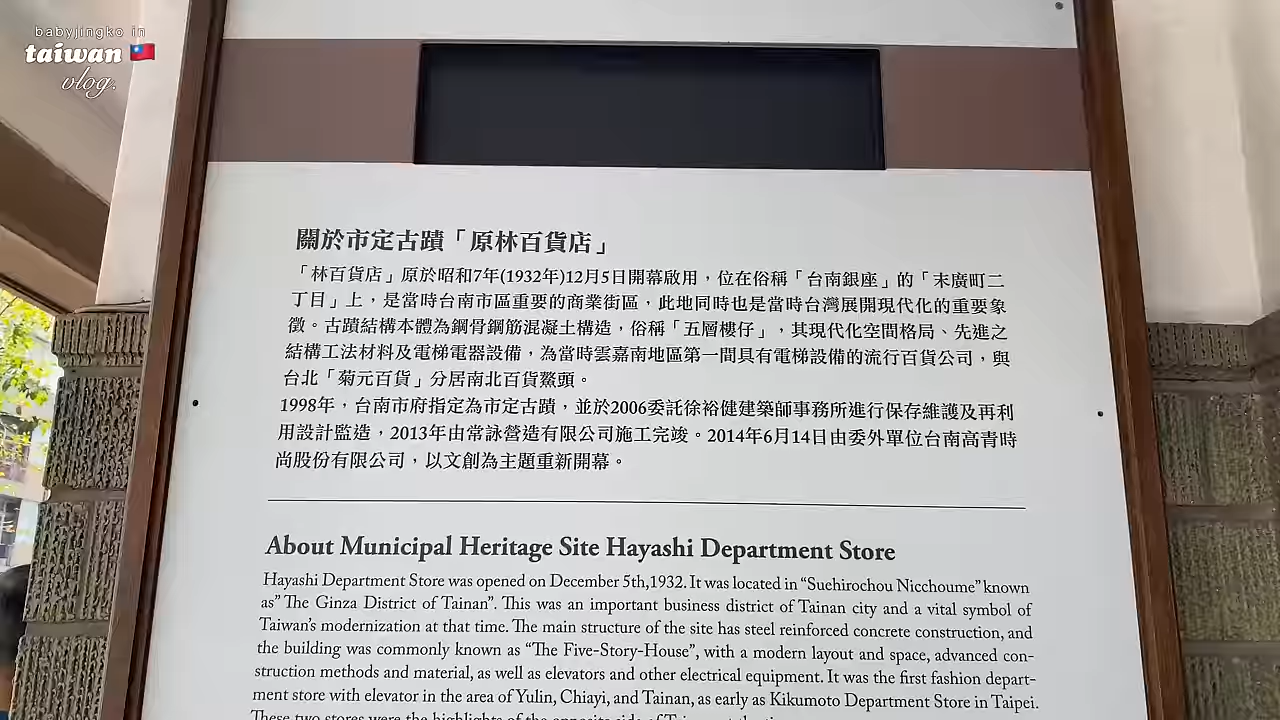 babyjingko in
taiwan
vlog.
關於市定古蹟「原林百貨店」
「林百貨店」原於昭和7年(1932年)12月5日開幕啟用，位在俗稱「台南銀座」的「末廣町二
丁目」上，是當時台南市區重要的商業街區，此地同時也是當時台灣展開現代化的重要象
徵。古蹟結構本體為鋼骨鋼筋混凝土構造，俗稱「五層樓仔」，其現代化空間格局、先進之
結構工法材料及電梯電器設備，為當時雲嘉南地區第一間具有電梯設備的流行百貨公司，與
台北「菊元百貨」分居南北百貨鰲頭。
1998年，台南市府指定為市定古蹟，並於2006委託徐裕健建築師事務所進行保存維護及再利
用設計監造，2013年由常詠營造有限公司施工完竣。2014年6月14日由委外單位台南高青時
尚股份有限公司，以文創為主題重新開幕。
About Municipal Heritage Site Hayashi Department Store
Hayashi Department Store was opened on December 5th,1932. It was located in “Suehirochou Nicchoume” known
as” The Ginza District of Tainan”. This was an important business district of Tainan city and a vital symbol of
Taiwan’s modernization at that time. The main structure of the site has steel reinforced concrete construction, and
the building was commonly known as “The Five-Story-House”, with a modern layout and space, advanced con-
struction methods and material, as well as elevators and other electrical equipment. It was the first fashion depart-
ment store with elevator in the area of Yulin, Chiayi, and Tainan, as early as Kikumoto Department Store in Taipei.
These two stores were the highlights of the opposite side of